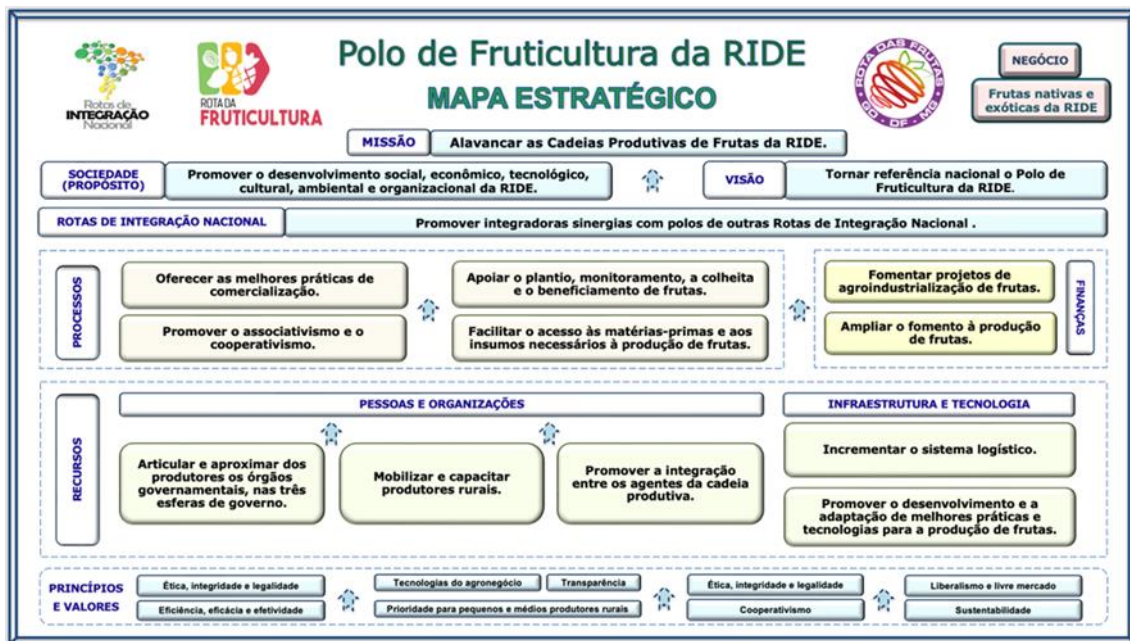 Rotas de
INTEGRAÇÃO
Nacional
ROTA DA
FRUTICULTURA
Polo de Fruticultura da RIDE
MAPA ESTRATÉGICO
ROTA DAS FRUTAS
GO - DF - MG
NEGÓCIO
Frutas nativas e
exóticas da RIDE
MISSÃO
Alavancar as Cadeias Produtivas de Frutas da RIDE.
SOCIEDADE
(PROPÓSITO)
Promover o desenvolvimento social, econômico, tecnológico,
cultural, ambiental e organizacional da RIDE.
VISÃO
Tornar referência nacional o Polo de
Fruticultura da RIDE.
ROTAS DE INTEGRAÇÃO NACIONAL
Promover integradoras sinergias com polos de outras Rotas de Integração Nacional .
PROCESSOS
Oferecer as melhores práticas de
comercialização.
Promover o associativismo e o
cooperativismo.
Apoiar o plantio, monitoramento, a colheita
e o beneficiamento de frutas.
Facilitar o acesso às matérias-primas e aos
insumos necessários à produção de frutas.
Fomentar projetos de
agroindustrialização de frutas.
Ampliar o fomento à produção
de frutas.
FINANÇAS
RECURSOS
PESSOAS E ORGANIZAÇÕES
Articular e aproximar dos
produtores os órgãos
governamentais, nas três
esferas de governo.
Mobilizar e capacitar
produtores rurais.
Promover a integração
entre os agentes da cadeia
produtiva.
INFRAESTRUTURA E TECNOLOGIA
Incrementar o sistema logístico.
Promover o desenvolvimento e a
adaptação de melhores práticas e
tecnologias para a produção de frutas.
PRINCÍPIOS
E VALORES
Ética, integridade e legalidade
Eficiência, eficácia e efetividade
Tecnologias do agronegócio
Transparência
Prioridade para pequenos e médios produtores rurais
Ética, integridade e legalidade
Cooperativismo
Liberalismo e livre mercado
Sustentabilidade